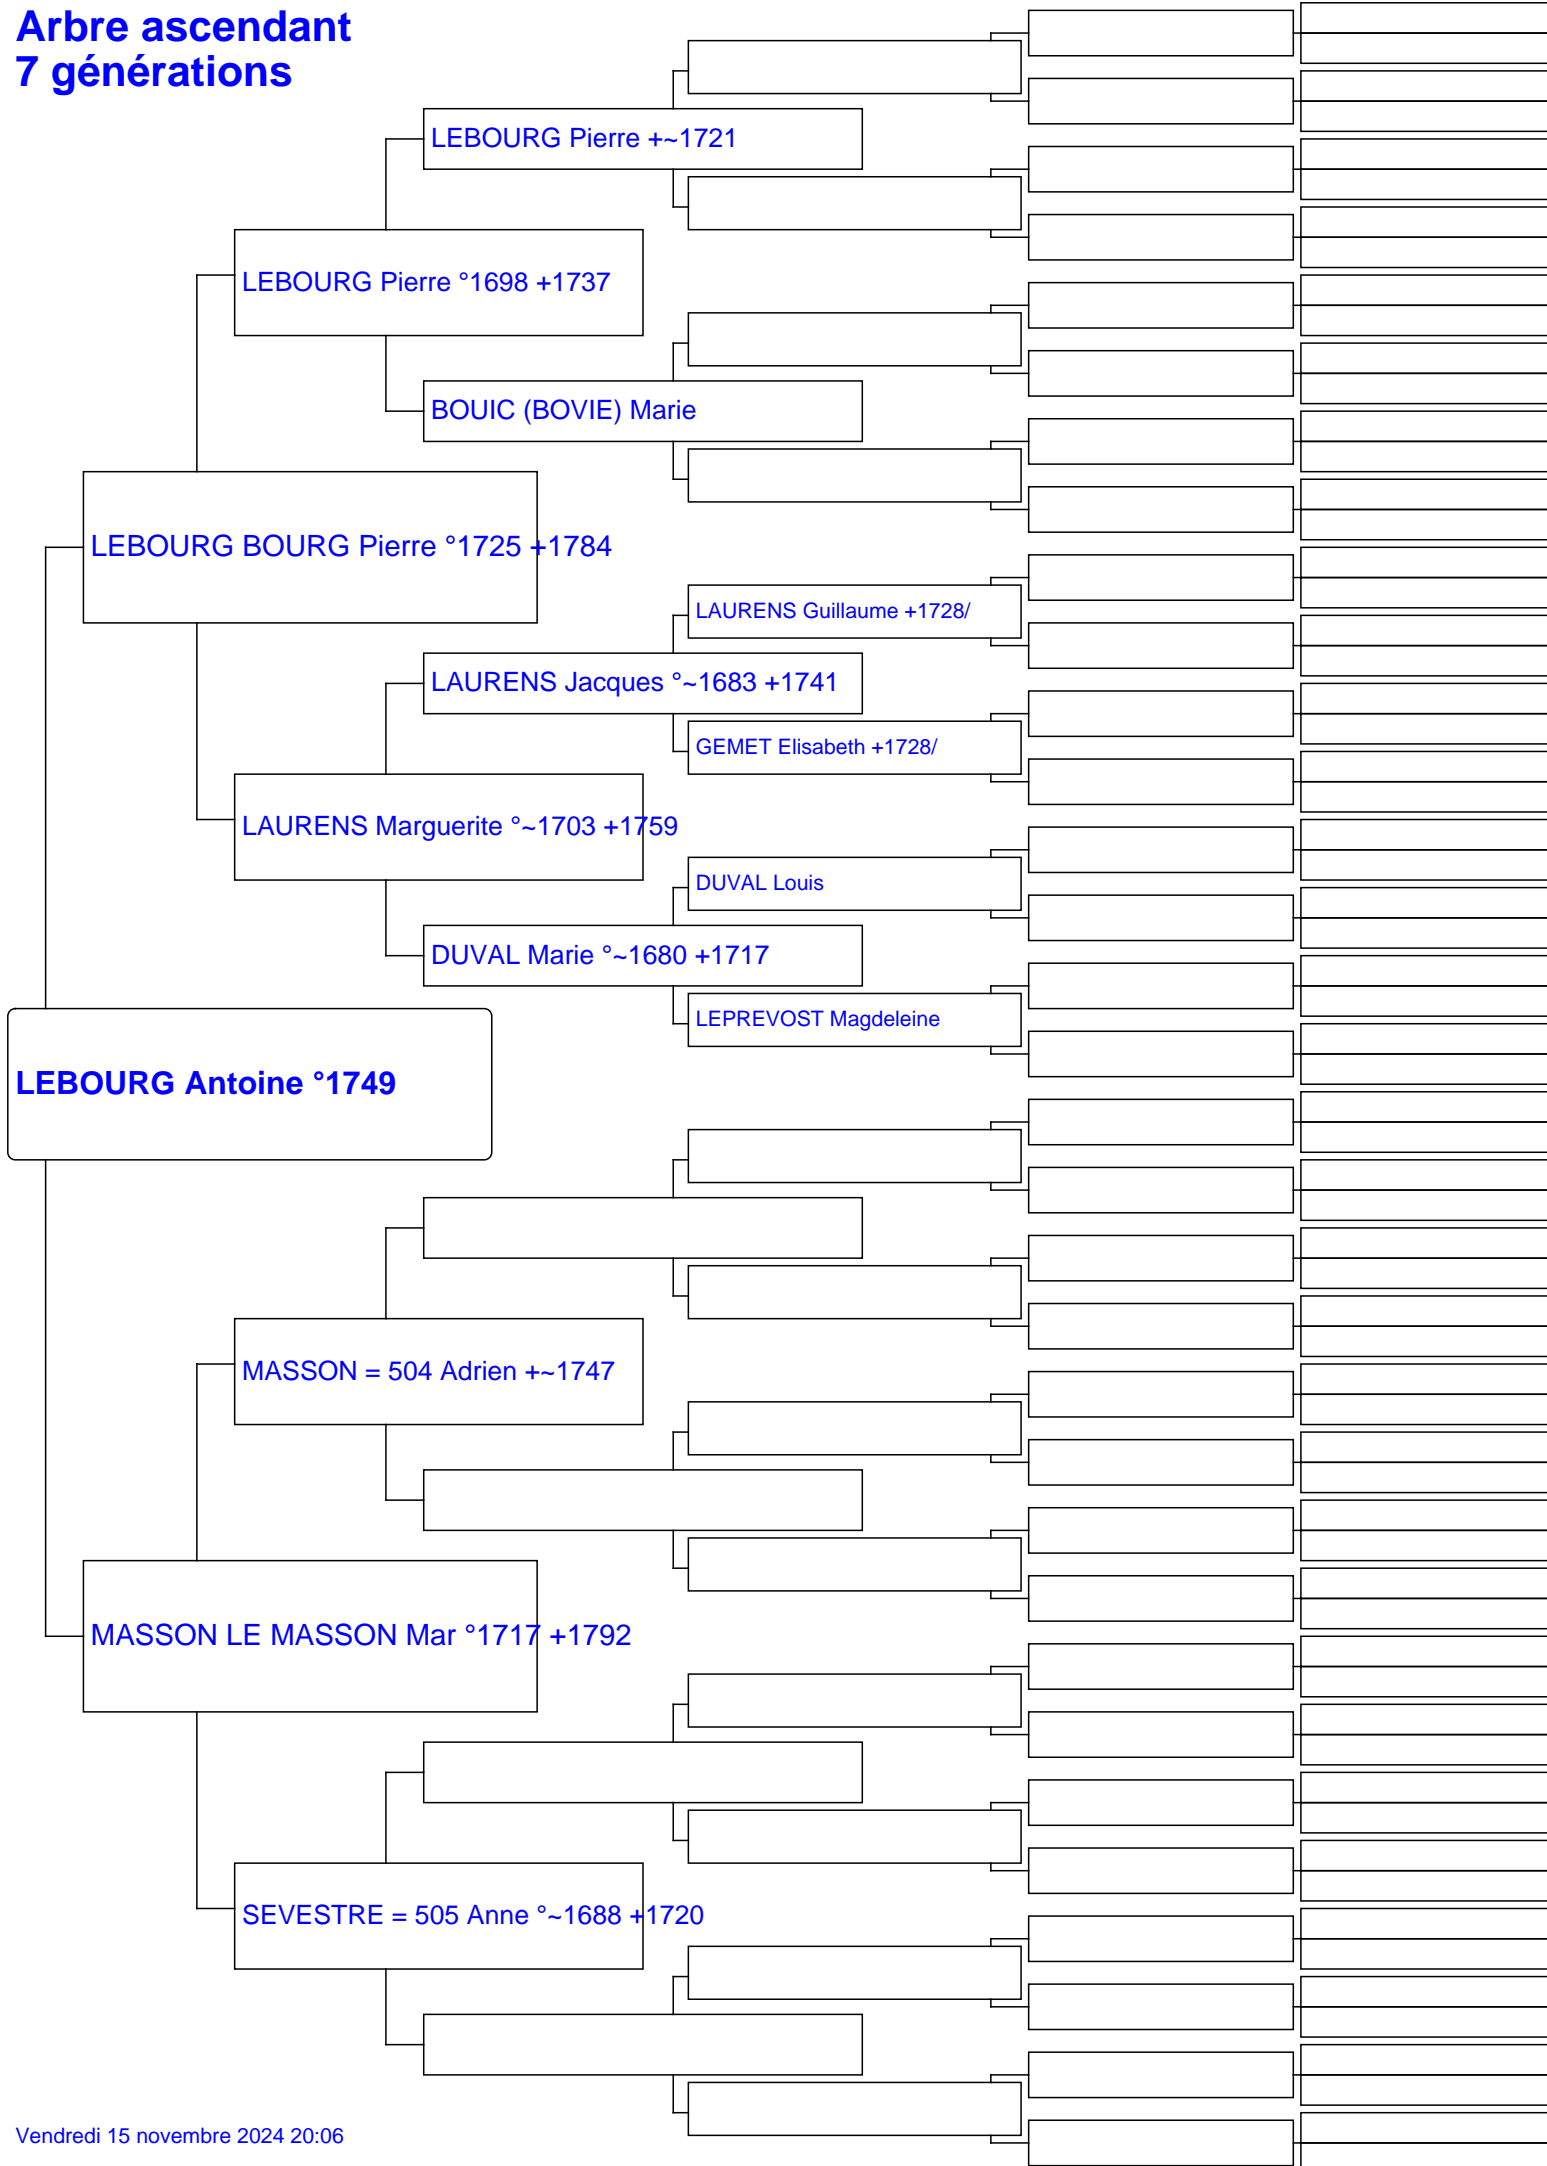 Arbre ascendant
7 générations
LEBOURG Pierre +~1721
LEBOURG Pierre °1698 +1737
BOUIC (BOVIE) Marie
LEBOURG BOURG Pierre °1725 +1784
LAURENS Guillaume +1728/
LAURENS Jacques °~1683 +1741
GEMET Elisabeth +1728/
LAURENS Marguerite °~1703 +1759
DUVAL Louis
DUVAL Marie °~1680 +1717
LEPREVOST Magdeleine
LEBOURG Antoine °1749
MASSON = 504 Adrien +~1747
MASSON LE MASSON Mar °1717 +1792
SEVESTRE = 505 Anne °~1688 +1720
Vendredi 15 novembre 2024 20:06